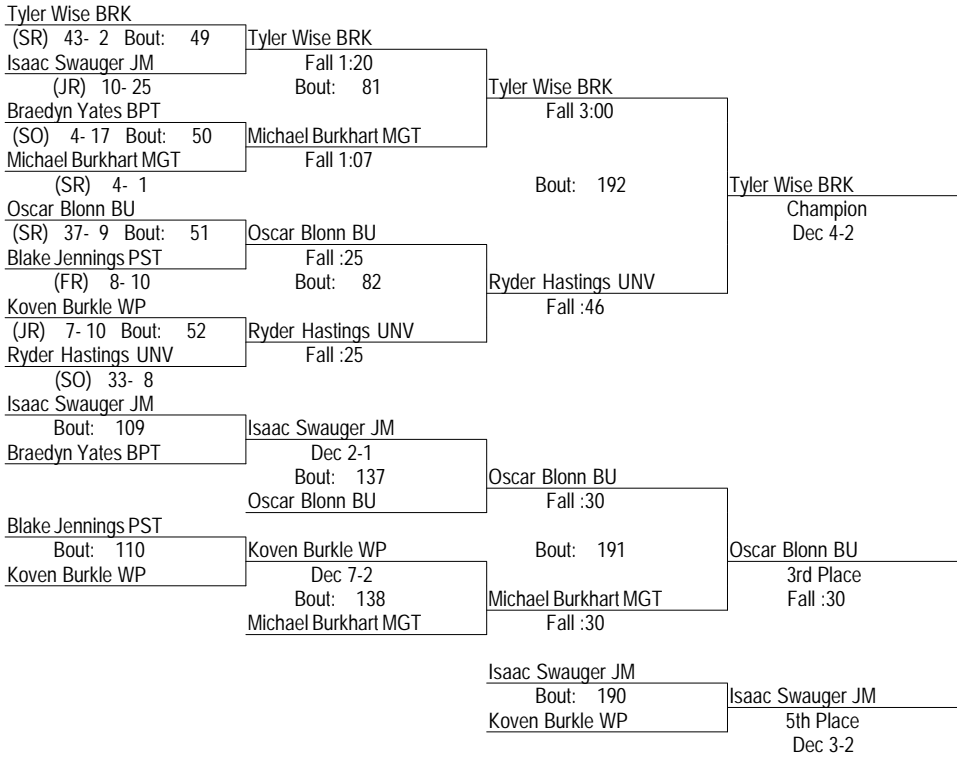 Tyler Wise BRK
(SR) 43- 2 Bout: 49
Tyler Wise BRK
Isaac Swauger JM
Fall 1:20
(JR) 10- 25
Bout: 81
Tyler Wise BRK
Braedyn Yates BPT
Fall 3:00
(SO) 4- 17 Bout: 50
Michael Burkhart MGT
Michael Burkhart MGT
Fall 1:07
(SR) 4- 1
Bout: 192
Tyler Wise BRK
Oscar Blonn BU
Champion
(SR) 37- 9 Bout: 51
Oscar Blonn BU
Dec 4-2
Blake Jennings PST
Fall :25
(FR) 8- 10
Bout: 82
Ryder Hastings UNV
Koven Burkle WP
Fall :46
(JR) 7- 10 Bout: 52
Ryder Hastings UNV
Ryder Hastings UNV
Fall :25
(SO) 33- 8
Isaac Swauger JM
Bout: 109
Isaac Swauger JM
Braedyn Yates BPT
Dec 2-1
Bout: 137
Oscar Blonn BU
Oscar Blonn BU
Fall :30
Blake Jennings PST
Bout: 110
Koven Burkle WP
Bout: 191
Oscar Blonn BU
Koven Burkle WP
Dec 7-2
3rd Place
Bout: 138
Michael Burkhart MGT
Fall :30
Michael Burkhart MGT
Fall :30
Isaac Swauger JM
Bout: 190
Isaac Swauger JM
Koven Burkle WP
5th Place
Dec 3-2